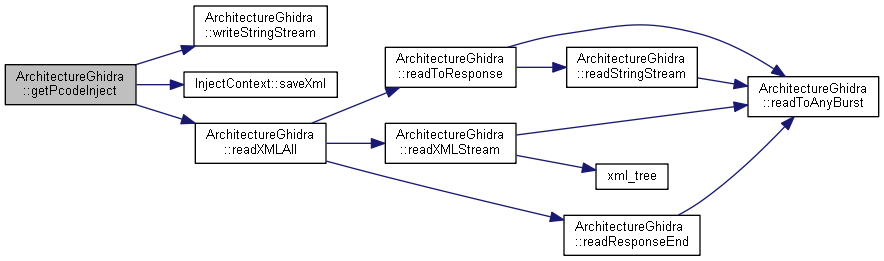 ArchitectureGhidra
::getPcodeInject
ArchitectureGhidra
::writeStringStream
InjectContext::saveXml
ArchitectureGhidra
::readXMLAll
ArchitectureGhidra
::readToResponse
ArchitectureGhidra
::readXMLStream
ArchitectureGhidra
::readStringStream
xml_tree
ArchitectureGhidra
::readResponseEnd
ArchitectureGhidra
::readToAnyBurst